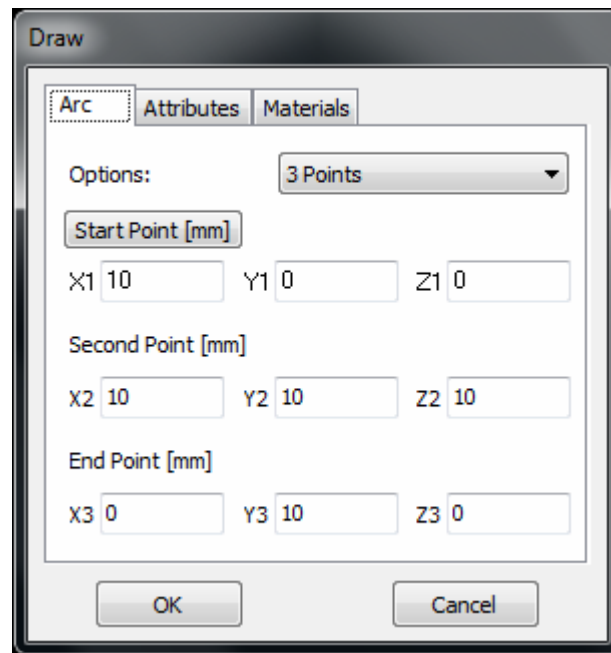 Draw
Arc Attributes Materials
Options: 3 Points
Start Point [mm]
X1 10 Y1 0 Z1 0
Second Point [mm]
X2 10 Y2 10 Z2 10
End Point [mm]
X3 0 Y3 10 Z3 0
OK Cancel